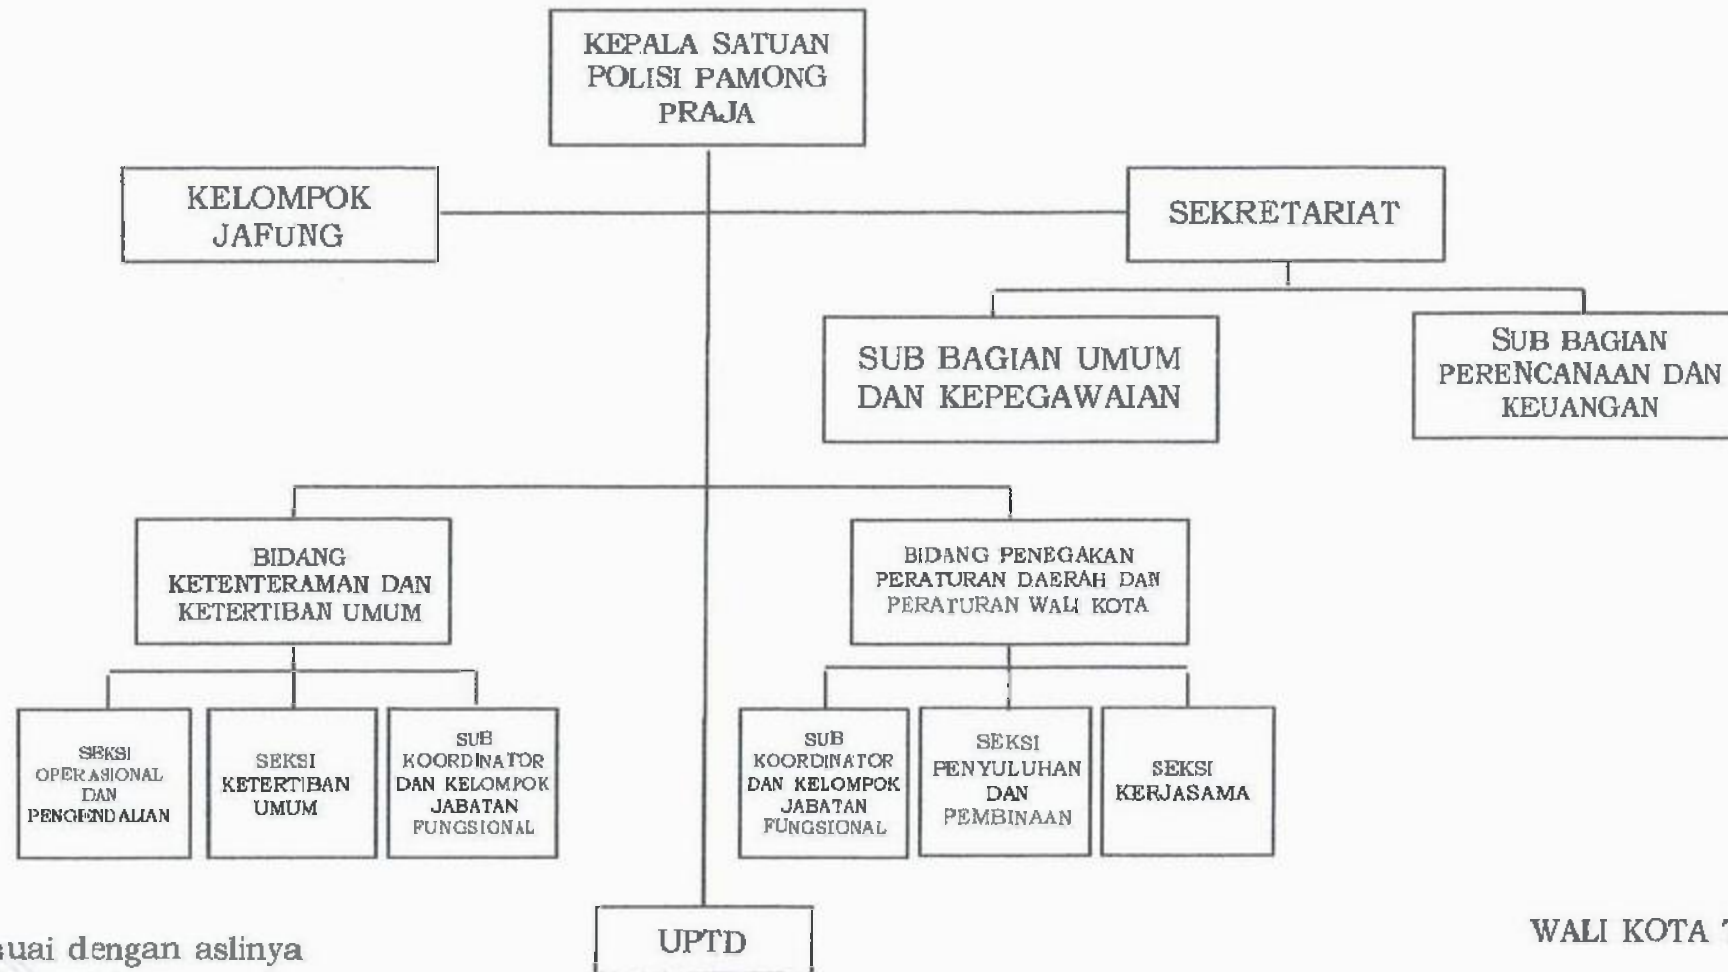 KEPALA SATUAN
POLISI PAMONG
PRAJA
KELOMPOK
JAFUNG
SEKRETARIAT
SUB BAGIAN UMUM
DAN KEPEGAWAIAN
SUB BAGIAN
PERENCANAAN DAN
KEUANGAN
BIDANG
KETENTERAMAN DAN
KETERTIBAN UMUM
BIDANG PENEGAKAN
PERATURAN DAERAH DAN
PERATURAN WALI KOTA
SEKSI
OPERASIONAL
DAN
PENGENDALIAN
SEKSI
KETERTIBAN
UMUM
SUB
KOORDINATOR
DAN KELOMPOK
JABATAN
FUNGSIONAL
SUB
KOORDINATOR
DAN KELOMPOK
JABATAN
FUNGSIONAL
SEKSI
PENYULUHAN
DAN
PEMBINAAN
SEKSI
KERJASAMA
UPTD
suai dengan aslinya
WALI KOTA